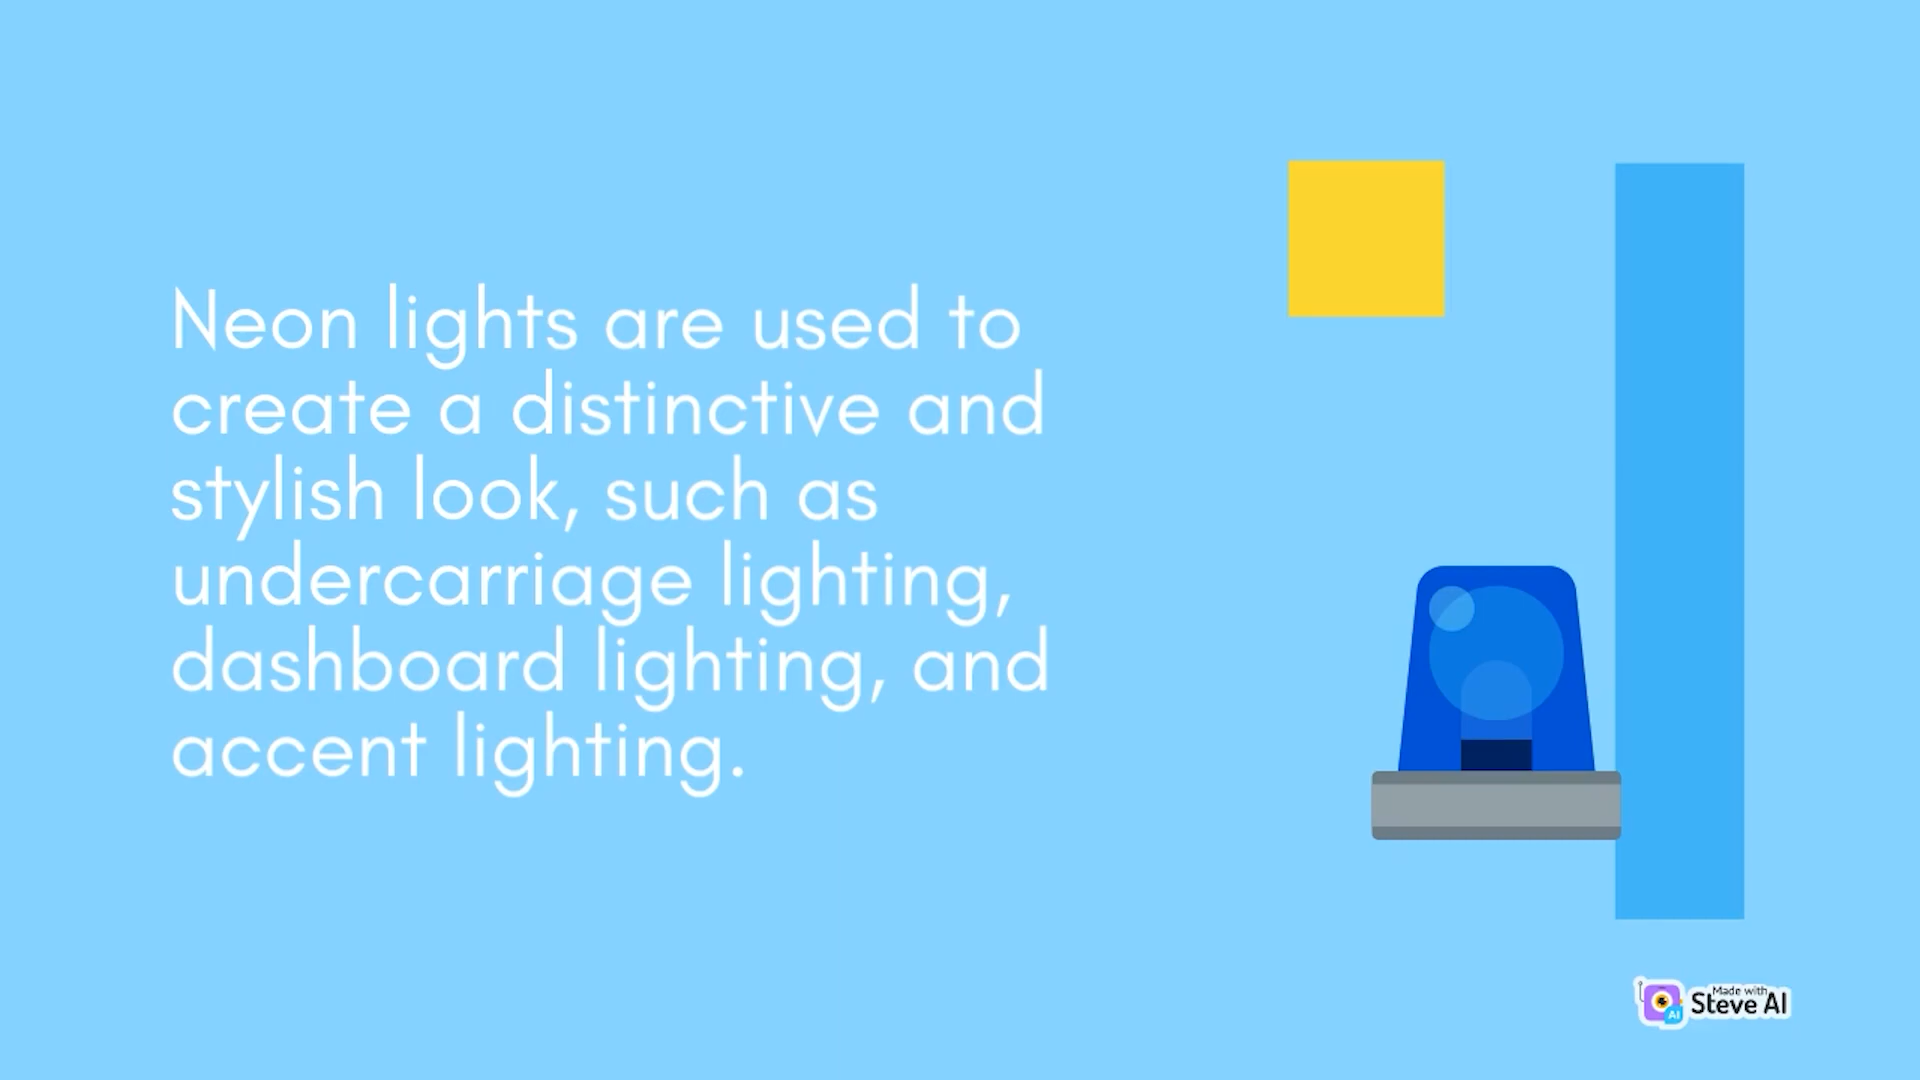 Neon lights are used to
create a distinctive and
stylish look, such as
undercarriage lighting,
dashboard lighting, and
accent lighting.
Made with
Steve AI
AI